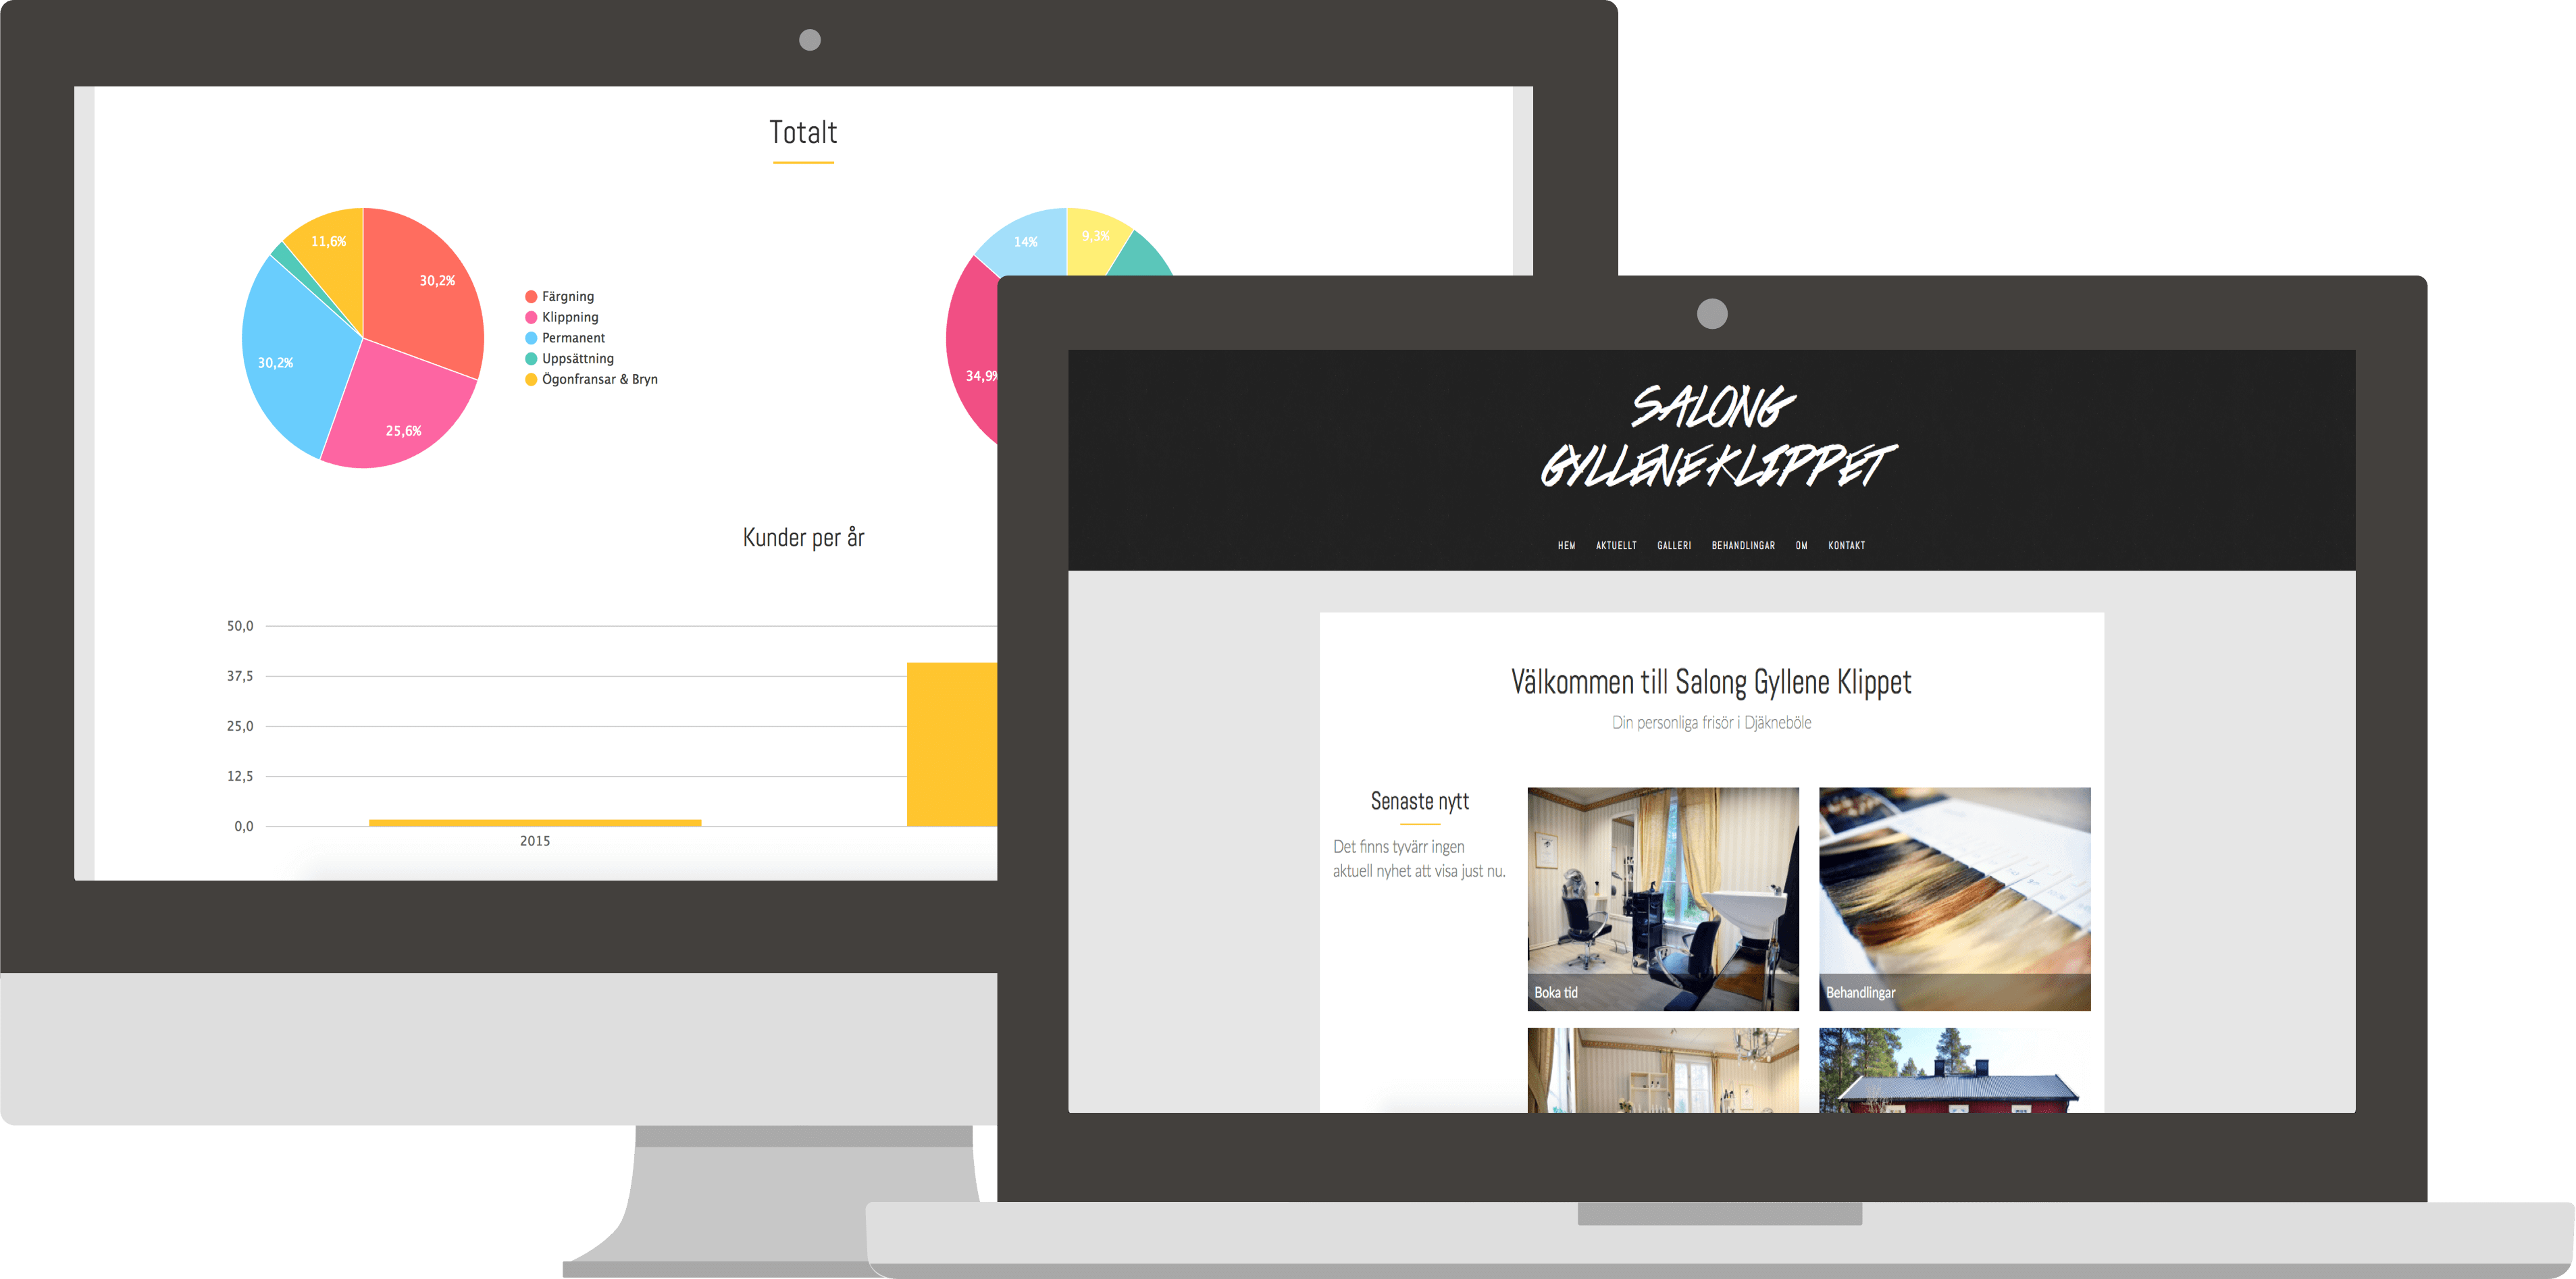 Totalt
11,6%
30,2%
30,2%
25,6%
Färgning
Klippning
Permanent
Uppsättning
Ögonfransar & Bryn
14%
9,3%
34,9%
Kunder per år
50,0
37,5
25,0
12,5
0,0
2015
SALONG
GYLLENE KLIPPET
HEM AKTUELLT GALLERI BEHANDLINGAR OM KONTAKT
Välkommen till Salong Gyllene Klippet
Din personliga frisör i Djäkneböle
Senaste nytt
Det finns tyvärr ingen
aktuell nyhet att visa just nu.
Boka tid
Behandlingar